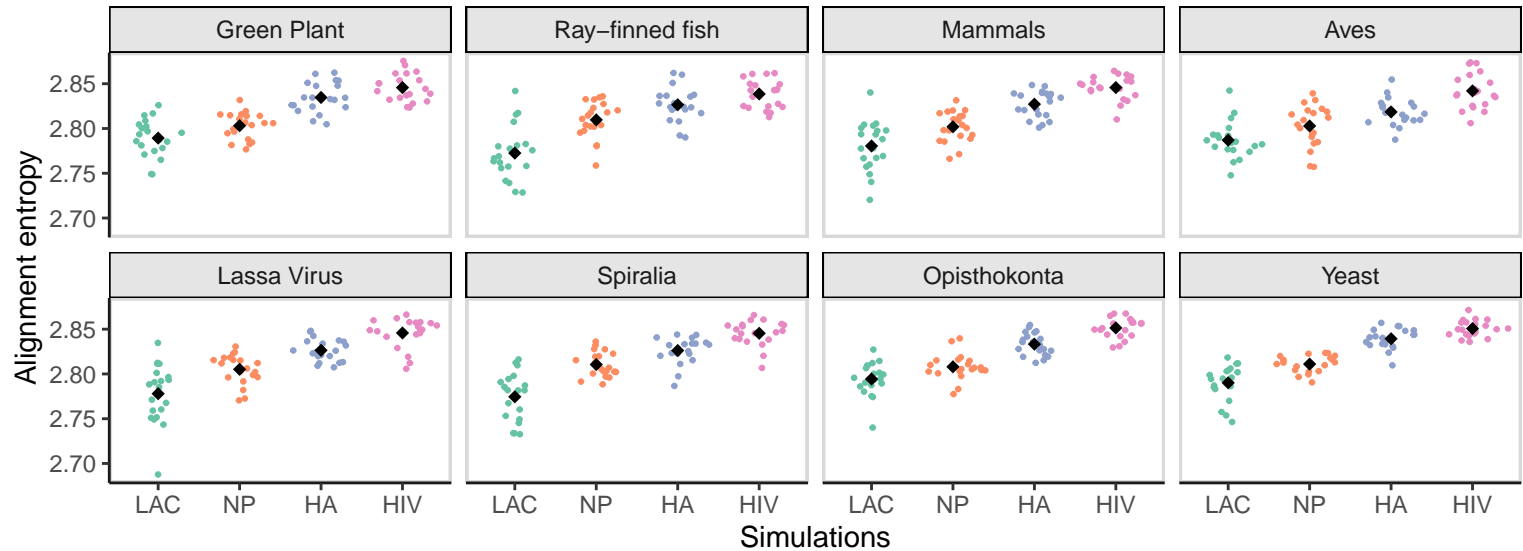 Green Plant
Ray−finned fish
Mammals
Aves
2.85
2.80
2.75
2.70
Lassa Virus
Spiralia
Opisthokonta
Yeast
2.85
2.80
2.75
2.70
LAC NP HA HIV
LAC NP HA HIV
LAC NP HA HIV
LAC NP HA HIV
Simulations
Alignment entropy